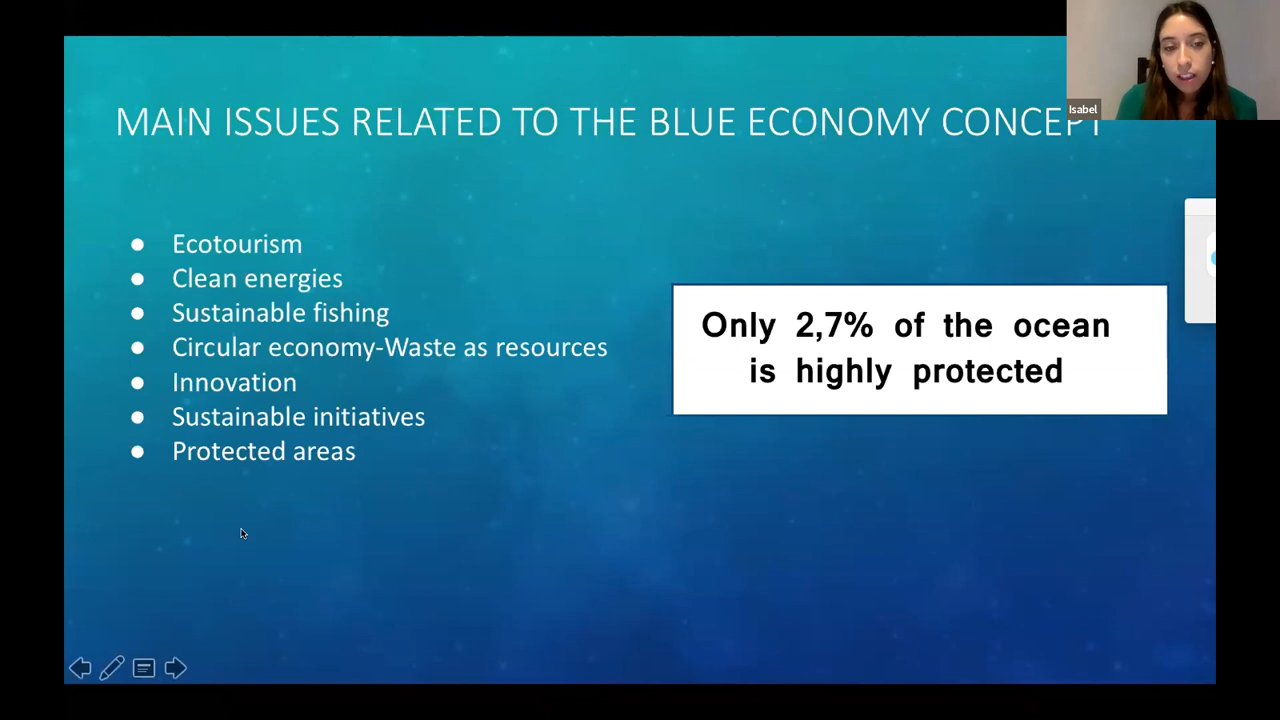 Isabel
MAIN ISSUES RELATED TO THE BLUE ECONOMY CONCEPT
● Ecotourism
● Clean energies
● Sustainable fishing
● Circular economy-Waste as resources
● Innovation
● Sustainable initiatives
● Protected areas
Only 2,7% of the ocean
is highly protected